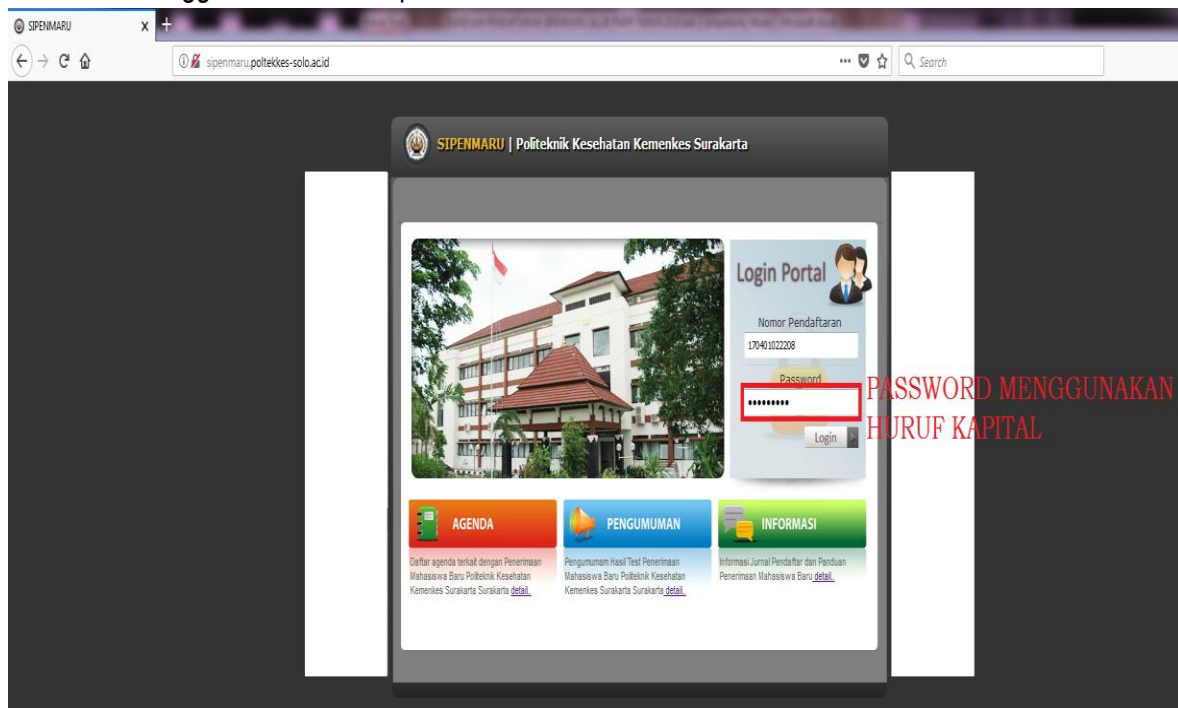 SIPENMARU
sipenmaru.poltekkes-solo.ac.id
Search
SIPENMARU | Politeknik Kesehatan Kemenkes Surakarta
Login Portal
Nomor Pendaftaran
170401022208
Password
•••••••••
PASSWORD MENGGUNAKAN
HURUF KAPITAL
Login
AGENDA
Daftar agenda terkait dengan Penerimaan
Mahasiswa Baru Politeknik Kesehatan
Kemenkes Surakarta Surakarta detail..
PENGUMUMAN
Pengumumam Hasil Test Penerimaan
Mahasiswa Baru Politeknik Kesehatan
Kemenkes Surakarta Surakarta detail..
INFORMASI
Informasi Jurnal Pendaftar dan Panduan
Penerimaan Mahasiswa Baru detail..